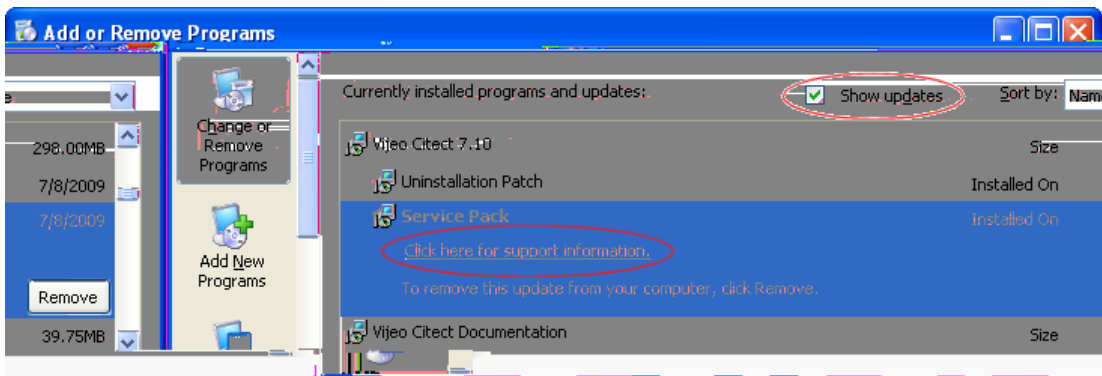 Add or Remove Programs
Change or
Remove
Programs
Add New
Programs
Currently installed programs and updates:
Show updates
Sort by: Name
Vijeo Citect 7.10
Size
298.00MB
Uninstallation Patch
Installed On
7/8/2009
Service Pack
Installed On
7/8/2009
Click here for support information.
To remove this update from your computer, click Remove.
Remove
Vijeo Citect Documentation
Size
39.75MB